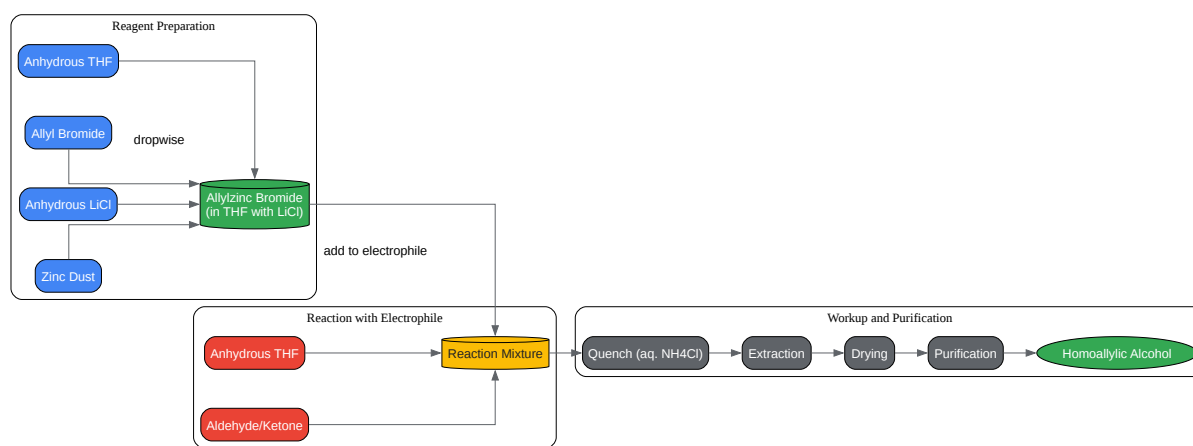 Reagent Preparation
Anhydrous THF
Allyl Bromide
dropwise
Anhydrous LiCl
Allylzinc Bromide
(in THF with LiCl)
Zinc Dust
add to electrophile
Reaction with Electrophile
Anhydrous THF
Reaction Mixture
Aldehyde/Ketone
Workup and Purification
Quench (aq. NH4Cl)
Extraction
Drying
Purification
Homoallylic Alcohol